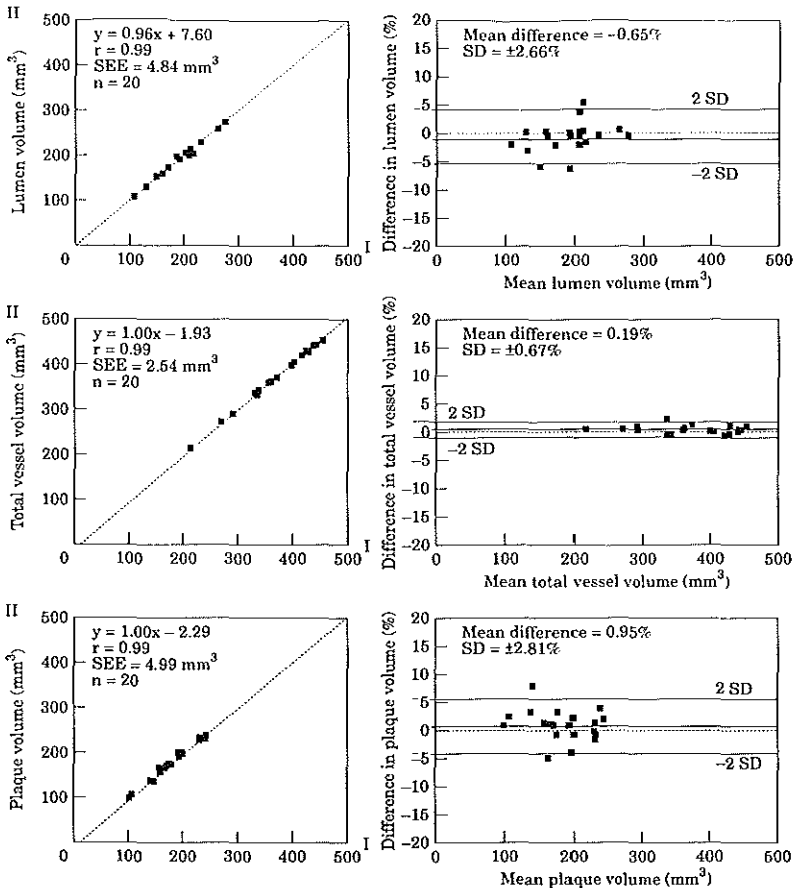 II
500
400
300
200
100
0
Lumen volume (mm³)
y = 0.96x + 7.60
r = 0.99
SEE = 4.84 mm³
n = 20
100 200 300 400 500
I
20
15
10
5
0
−5
−10
−15
−20
Difference in lumen volume (%)
Mean difference = −0.65%
SD = ±2.66%
2 SD
−2 SD
0 100 200 300 400 500
Mean lumen volume (mm³)
II
500
400
300
200
100
0
Total vessel volume (mm³)
y = 1.00x − 1.93
r = 0.99
SEE = 2.54 mm³
n = 20
100 200 300 400 500
I
20
15
10
5
0
−5
−10
−15
−20
Difference in total vessel volume (%)
Mean difference = 0.19%
SD = ±0.67%
2 SD
−2 SD
0 100 200 300 400 500
Mean total vessel volume (mm³)
II
500
400
300
200
100
0
Plaque volume (mm³)
y = 1.00x − 2.29
r = 0.99
SEE = 4.99 mm³
n = 20
100 200 300 400 500
I
20
15
10
5
0
−5
−10
−15
−20
Difference in plaque volume (%)
Mean difference = 0.95%
SD = ±2.81%
2 SD
−2 SD
0 100 200 300 400 500
Mean plaque volume (mm³)